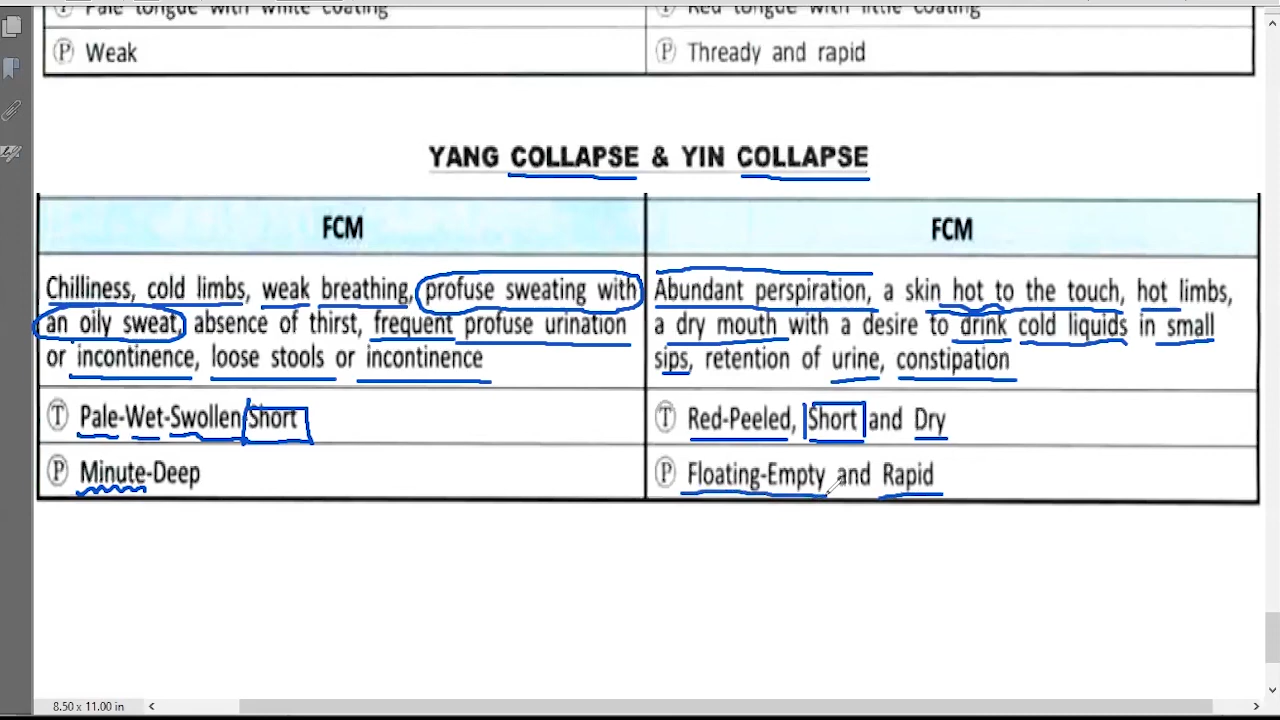 Ⓣ Pale tongue with white coating
Ⓣ Red tongue with little coating
Ⓟ Weak
Ⓟ Thready and rapid
YANG COLLAPSE & YIN COLLAPSE
FCM
Chilliness, cold limbs, weak breathing, profuse sweating with
an oily sweat, absence of thirst, frequent profuse urination
or incontinence, loose stools or incontinence
Ⓣ Pale-Wet-Swollen Short
Ⓟ Minute-Deep
FCM
Abundant perspiration, a skin hot to the touch, hot limbs,
a dry mouth with a desire to drink cold liquids in small
sips, retention of urine, constipation
Ⓣ Red-Peeled, Short and Dry
Ⓟ Floating-Empty and Rapid
8.50 x 11.00 in